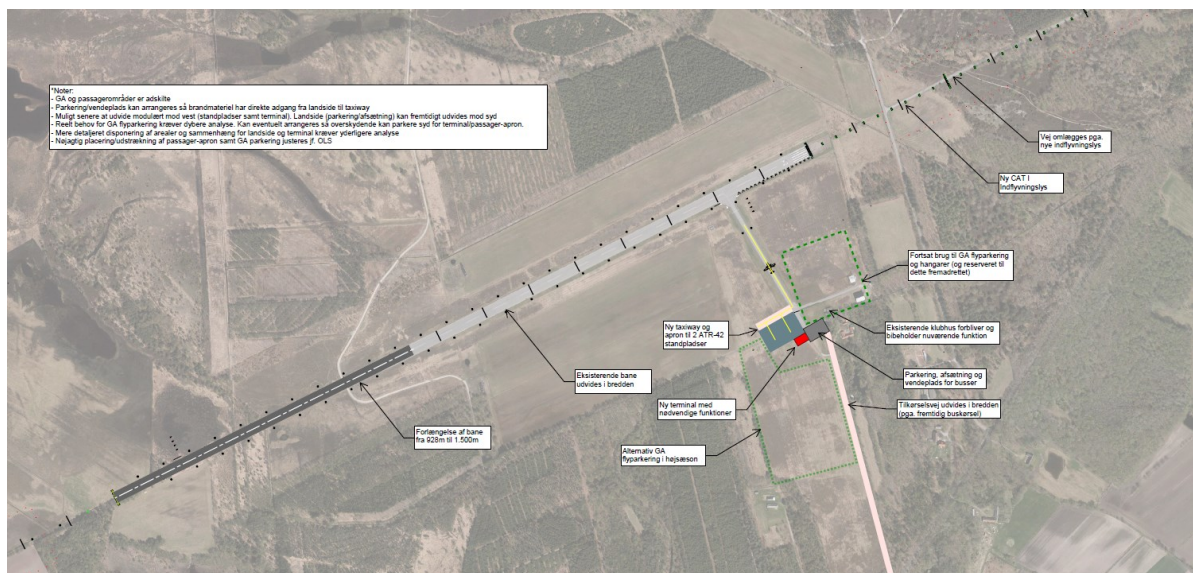 *Noter:
- GA og passagerområder er adskilte
- Parkering/vendeplads kan arrangeres så brandmateriel har direkte adgang fra landside til taxiway
- Muligt senere at udvide modulært mod vest (standpladser samt terminal). Landside (parkering/afsætning) kan fremtidigt udvides mod syd
- Reelt behov for GA flyparkering kræver dybere analyse. Kan eventuelt arrangeres så overskydende kan parkere syd for terminal/passager-apron.
- Mere detaljeret disponering af arealer og sammenhæng for landside og terminal kræver yderligere analyse
- Nøjagtig placering/udstrækning af passager-apron samt GA parkering justeres jf. OLS
Vej omlægges pga.
nye indflyvningslys
Ny CAT I
Indflyvningslys
Fortsat brug til GA flyparkering
og hangarer (og reserveret til
dette fremadrettet)
Ny taxiway og
apron til 2 ATR-42
standpladser
Eksisterende klubhus forbliver og
bibeholder nuværende funktion
Eksisterende bane
udvides i bredden
Parkering, afsætning og
vendeplads for busser
Ny terminal med
nødvendige funktioner
Tilkørselsvej udvides i bredden
(pga. fremtidig buskørsel)
Forlængelse af bane
fra 928m til 1.500m
Alternativ GA
flyparkering i højsæson